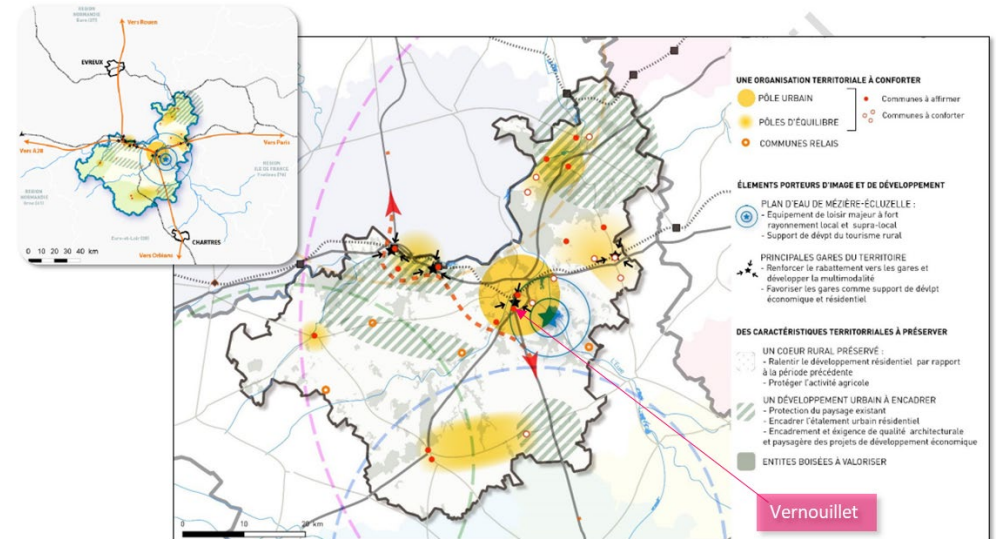 Vers Rouen
EVREUX
Vers A28
Vers Paris
CHARTRES
Vers Orléans
0 10 20 30 40 km
0 10 20 km
UNE ORGANISATION TERRITORIALE À CONFORTER
PÔLE URBAIN
PÔLES D'ÉQUILIBRE
COMMUNES RELAIS
Communes à affirmer
Communes à conforter
ÉLEMENTS PORTEURS D'IMAGE ET DE DÉVELOPPEMENT
PLAN D'EAU DE MÉZIÈRE-ÉCLUZELLE :
- Equipement de loisir majeur à fort
rayonnement local et supra-local
- Support de dévpt du tourisme rural
PRINCIPALES GARES DU TERRITOIRE
- Renforcer le rabattement vers les gares et
développer la multimodalité
- Favoriser les gares comme support de dévlpt
économique et résidentiel
DES CARACTÉRISTIQUES TERRITORRIALES À PRÉSERVER
UN COEUR RURAL PRÉSERVÉ :
- Ralentir le développement résidentiel par rapport
à la période précédente
- Protéger l'activité agricole
UN DÉVELOPPEMENT URBAIN À ENCADRER
- Protection du paysage existant
- Encadrer l'étalement urbain résidentiel
- Encadrement et éxigence de qualité architecturale
et paysagère des projets de développement économique
ENTITES BOISÉES À VALORISER
Vernouillet